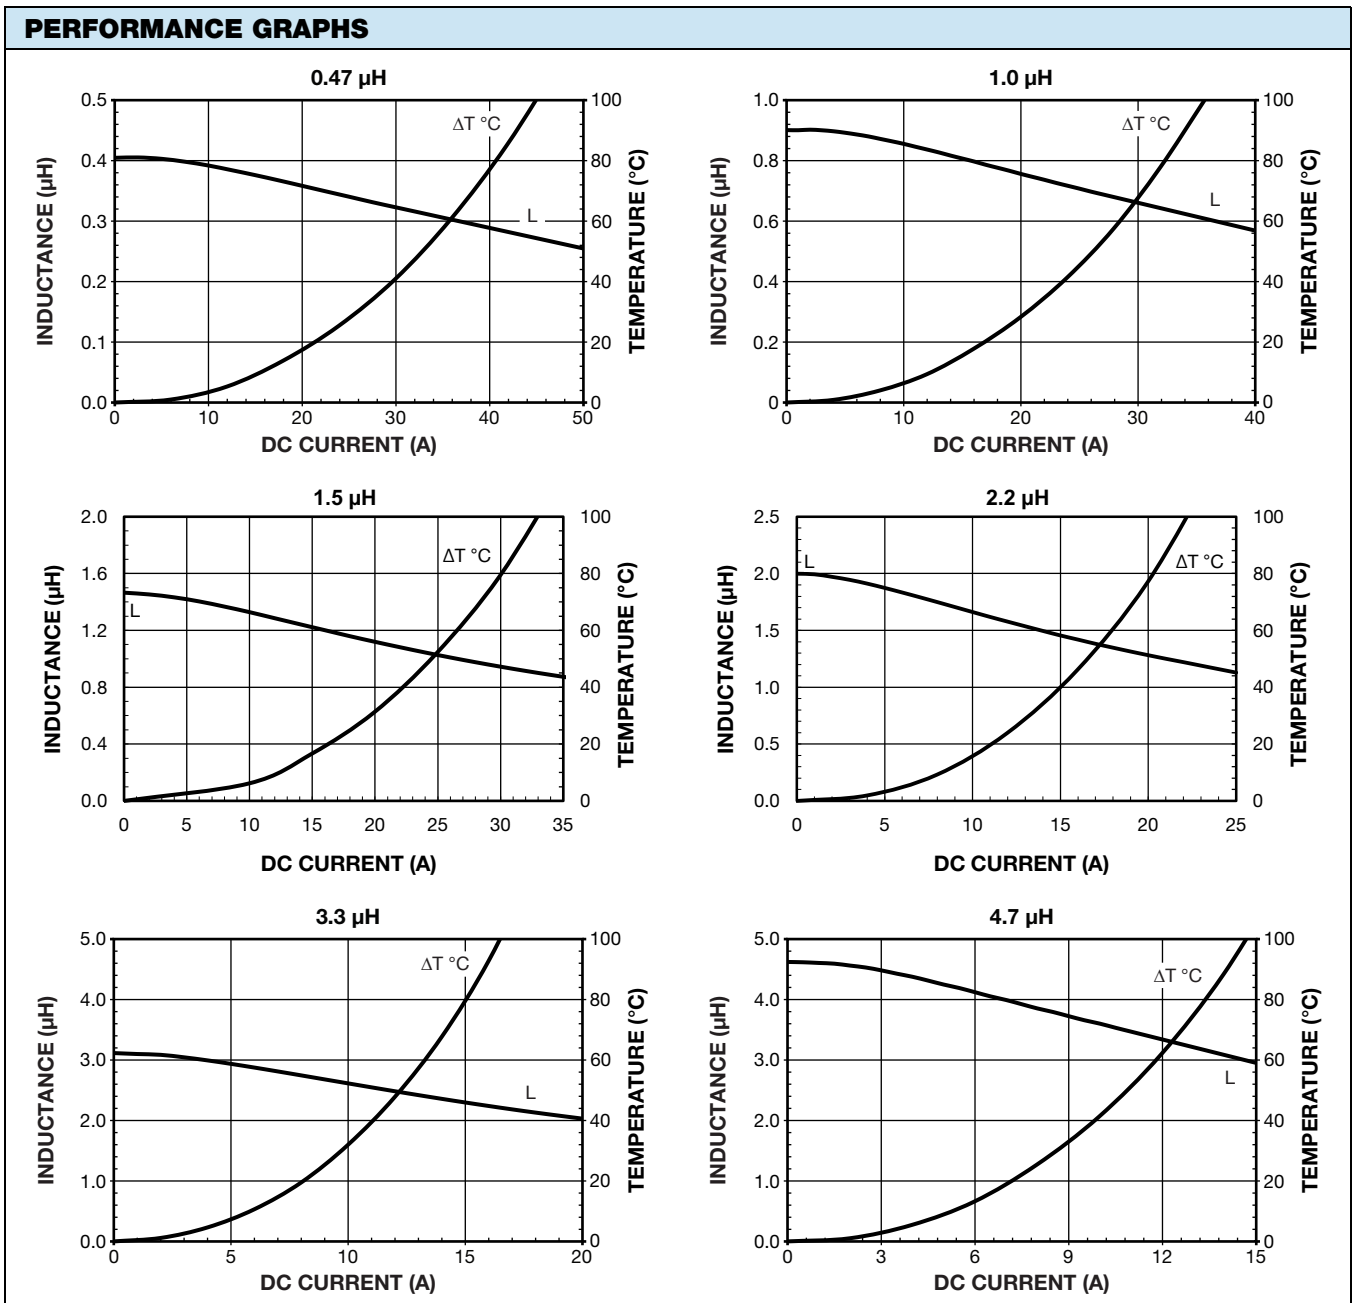 PERFORMANCE GRAPHS
0.47 µH
0.5
0.4
0.3
0.2
0.1
0.0
100
80
60
40
20
0
ΔT °C
L
0 10 20 30 40 50
INDUCTANCE (µH)
TEMPERATURE (°C)
DC CURRENT (A)
1.0 µH
1.0
0.8
0.6
0.4
0.2
0
100
80
60
40
20
0
ΔT °C
L
0 10 20 30 40
INDUCTANCE (µH)
TEMPERATURE (°C)
DC CURRENT (A)
1.5 µH
2.0
1.6
1.2
0.8
0.4
0.0
100
80
60
40
20
0
ΔT °C
L
0 5 10 15 20 25 30 35
INDUCTANCE (µH)
TEMPERATURE (°C)
DC CURRENT (A)
2.2 µH
2.5
2.0
1.5
1.0
0.5
0.0
100
80
60
40
20
0
L
ΔT °C
0 5 10 15 20 25
INDUCTANCE (µH)
TEMPERATURE (°C)
DC CURRENT (A)
3.3 µH
5.0
4.0
3.0
2.0
1.0
0.0
100
80
60
40
20
0
ΔT °C
L
0 5 10 15 20
INDUCTANCE (µH)
TEMPERATURE (°C)
DC CURRENT (A)
4.7 µH
5.0
4.0
3.0
2.0
1.0
0.0
100
80
60
40
20
0
ΔT °C
L
0 3 6 9 12 15
INDUCTANCE (µH)
TEMPERATURE (°C)
DC CURRENT (A)